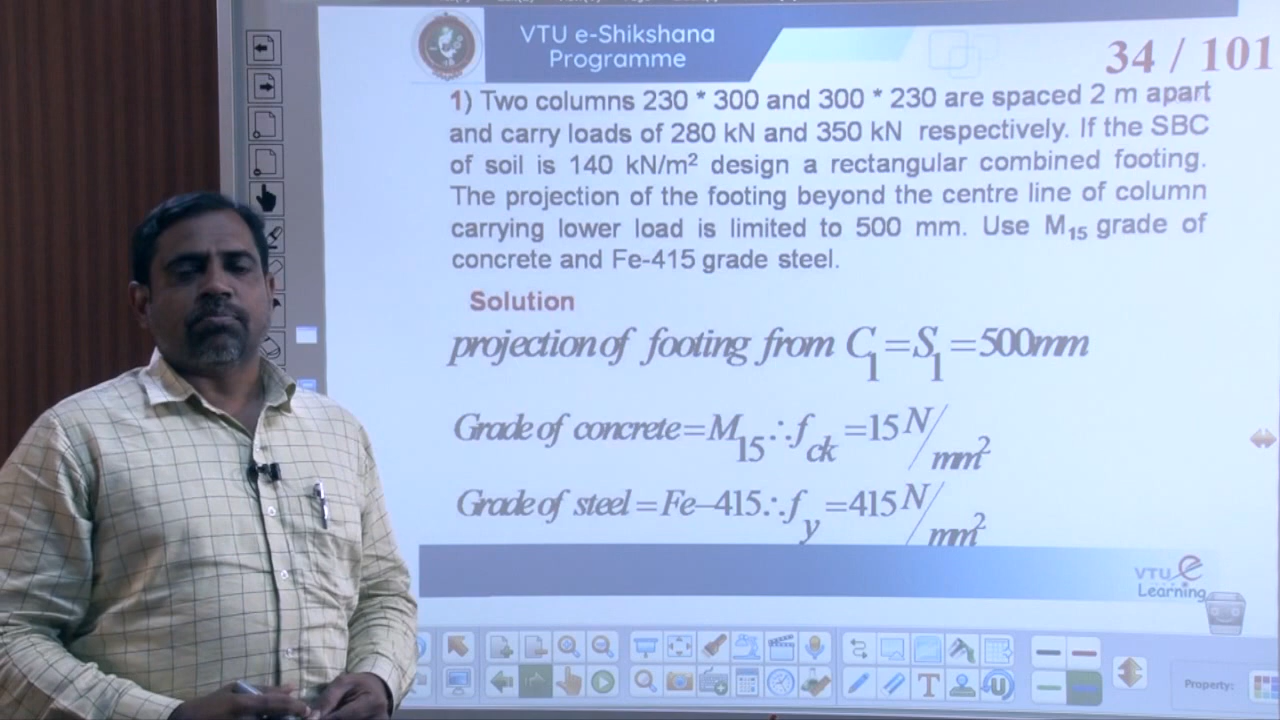 VTU e-Shikshana
Programme
34 / 101
1) Two columns 230 * 300 and 300 * 230 are spaced 2 m apart
and carry loads of 280 kN and 350 kN respectively. If the SBC
of soil is 140 kN/m² design a rectangular combined footing.
The projection of the footing beyond the centre line of column
carrying lower load is limited to 500 mm. Use M₁₅ grade of
concrete and Fe-415 grade steel.
Solution
projection of footing from C₁=S₁=500mm
Grade of concrete=M₁₅∴f_ck=15 N/mm²
Grade of steel=Fe-415∴f_y=415 N/mm²
VTU e
Learning
Property: